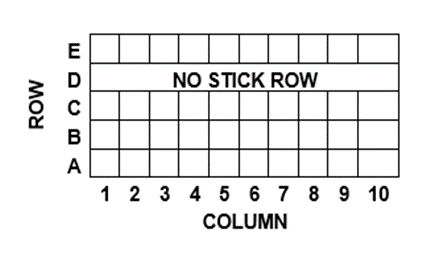 E
D NO STICK ROW
C
B
A
ROW
1 2 3 4 5 6 7 8 9 10
COLUMN